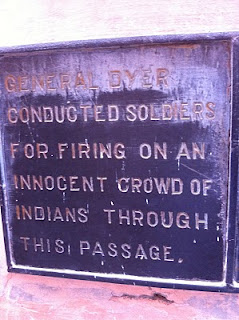 GENERAL DYER
CONDUCTED SOLDIERS
FOR FIRING ON AN
INNOCENT CROWD OF
INDIANS THROUGH
THIS PASSAGE.